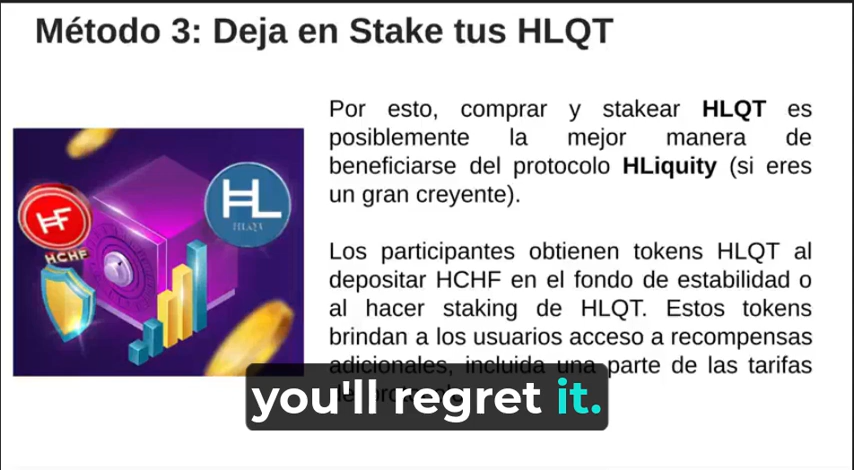 Método 3: Deja en Stake tus HLQT
Por esto, comprar y stakear HLQT es
posiblemente la mejor manera de
beneficiarse del protocolo HLiquity (si eres
un gran creyente).
HF
HL
HLQT
HCHF
Los participantes obtienen tokens HLQT al
depositar HCHF en el fondo de estabilidad o
al hacer staking de HLQT. Estos tokens
brindan a los usuarios acceso a recompensas
adicionales, incluida una parte de las tarifas
you'll regret it.